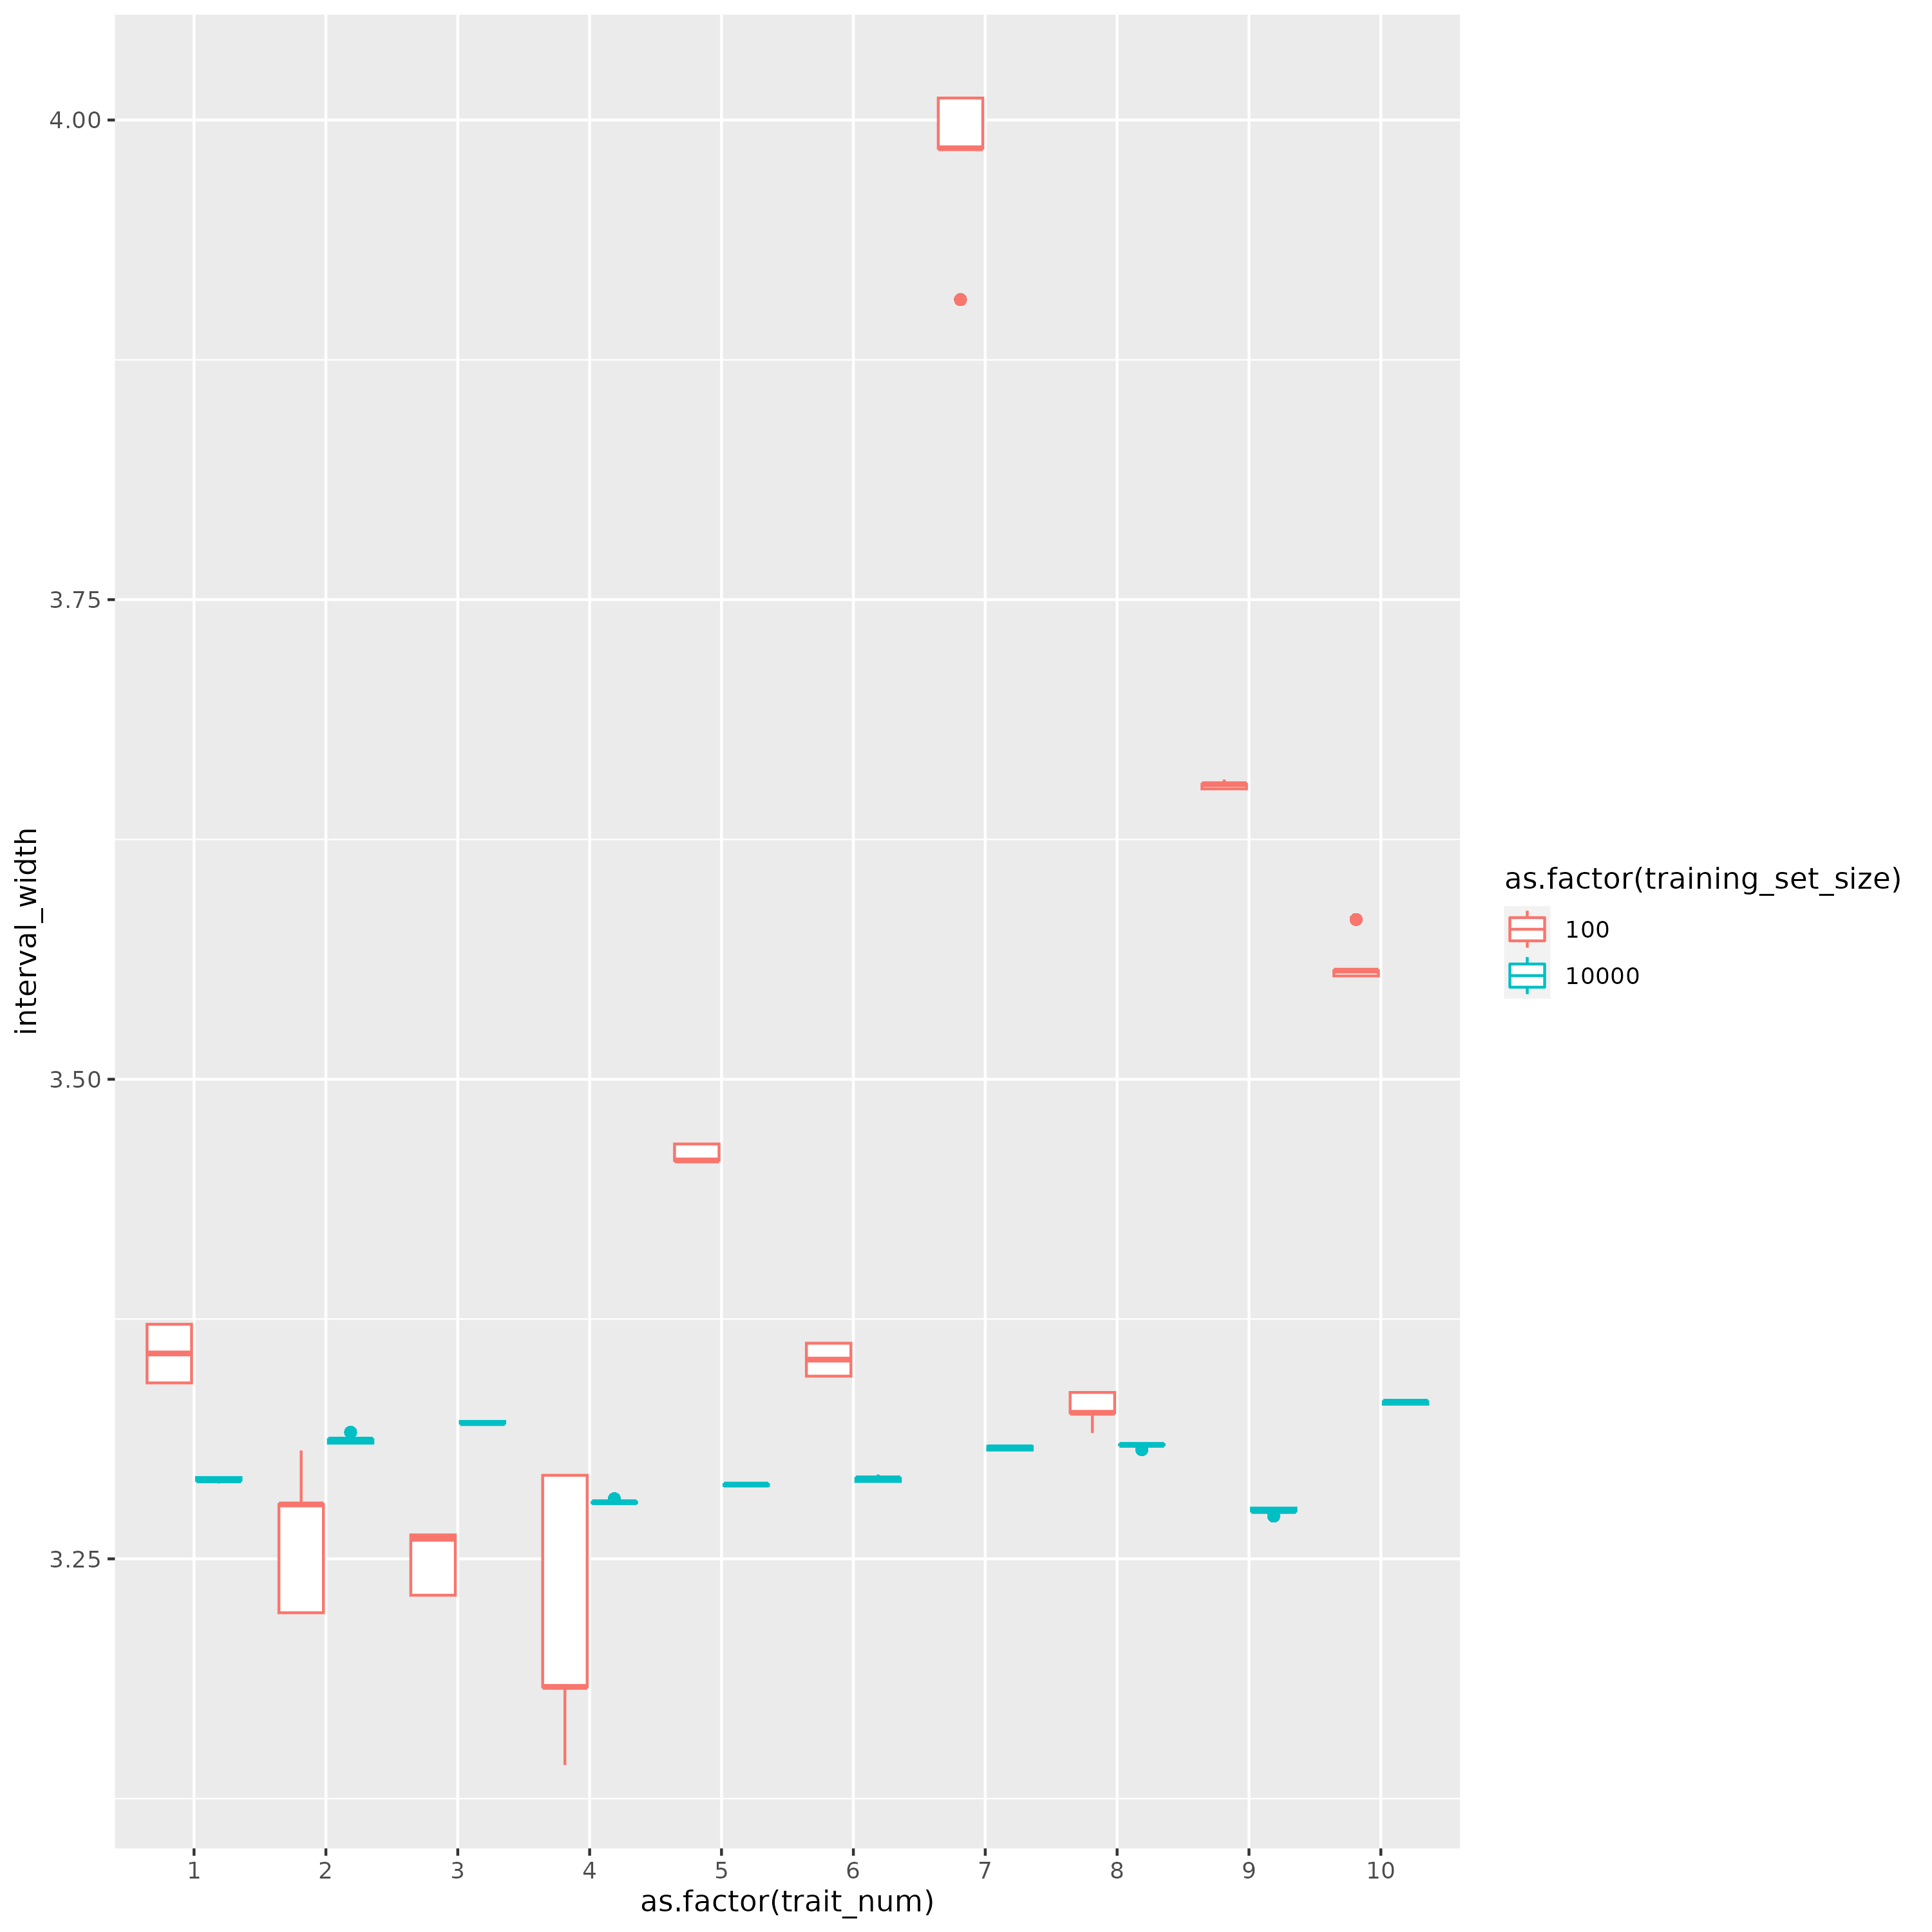 4.00
3.75
3.50
3.25
interval_width
1 2 3 4 5 6 7 8 9 10
as.factor(trait_num)
as.factor(training_set_size)
100
10000